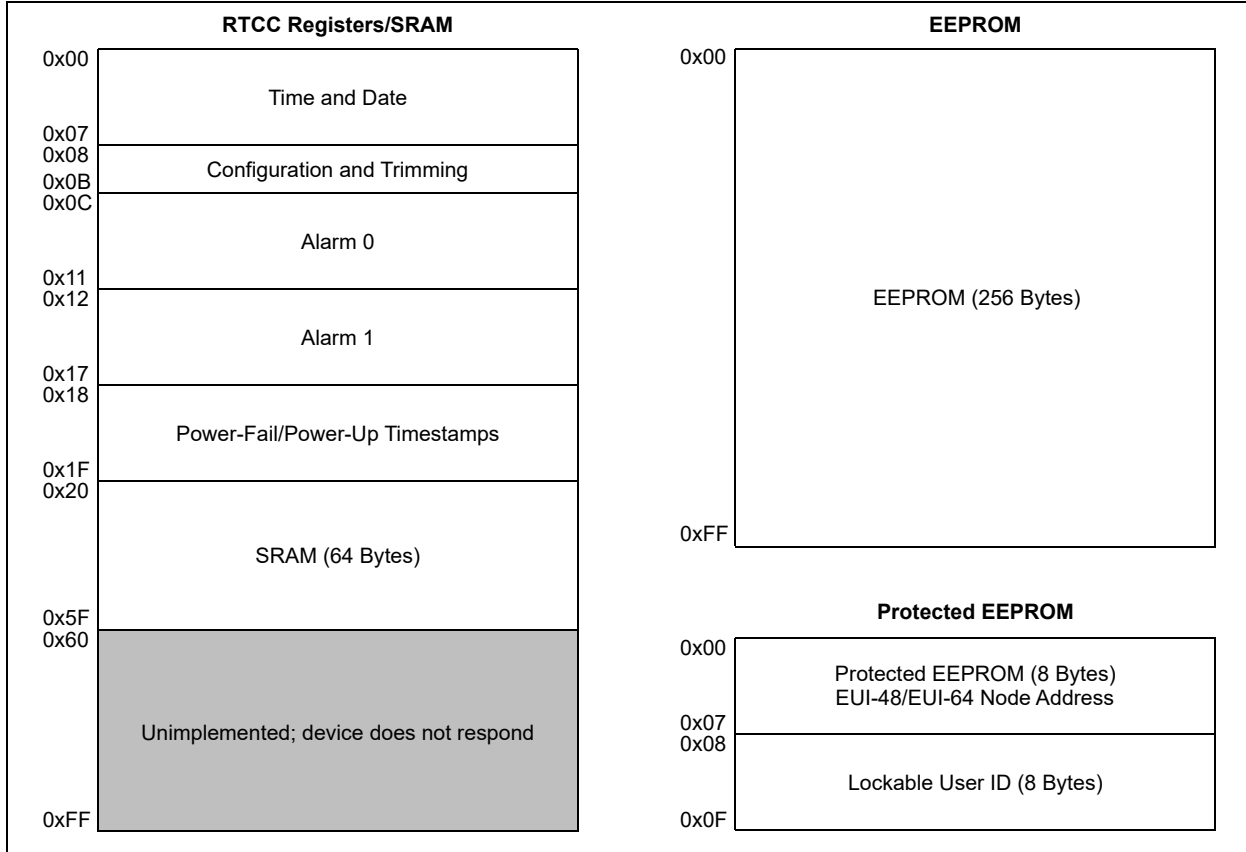 RTCC Registers/SRAM
0x00
Time and Date
0x07
0x08
Configuration and Trimming
0x0B
0x0C
Alarm 0
0x11
0x12
Alarm 1
0x17
0x18
Power-Fail/Power-Up Timestamps
0x1F
0x20
SRAM (64 Bytes)
0x5F
0x60
Unimplemented; device does not respond
0xFF
EEPROM
0x00
EEPROM (256 Bytes)
0xFF
Protected EEPROM
0x00
Protected EEPROM (8 Bytes)
EUI-48/EUI-64 Node Address
0x07
0x08
Lockable User ID (8 Bytes)
0x0F